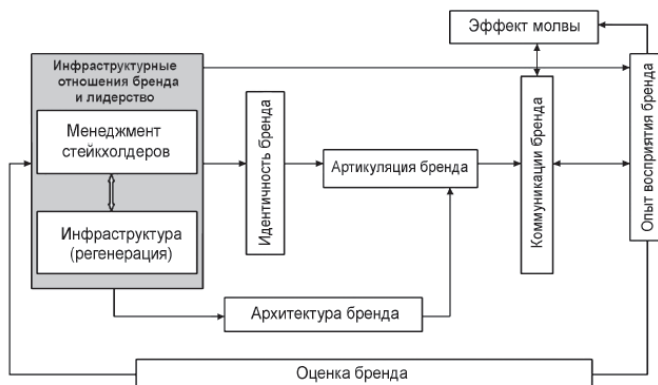 Эффект молвы
Инфраструктурные
отношения бренда
и лидерство
Менеджмент
стейкхолдеров
Инфраструктура
(регенерация)
Идентичность бренда
Артикуляция бренда
Коммуникации бренда
Опыт восприятия бренда
Архитектура бренда
Оценка бренда